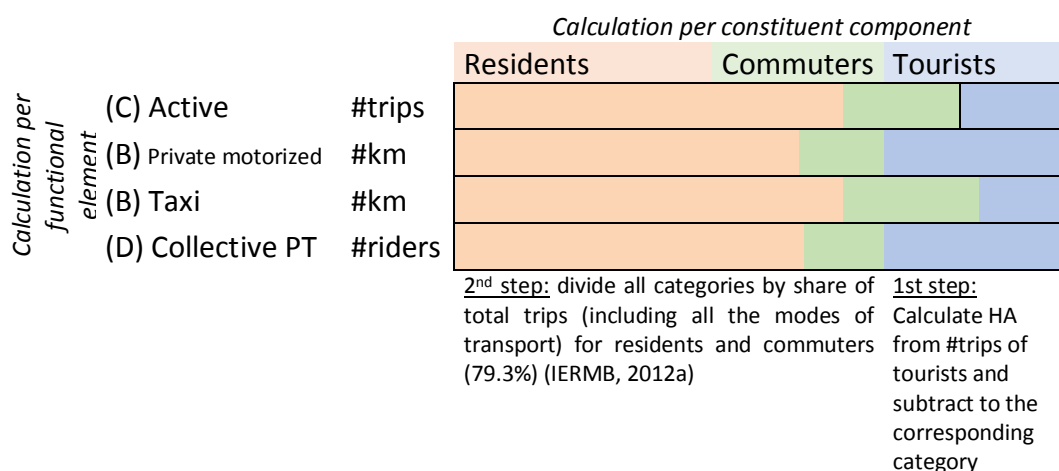 Calculation per constituent component
Residents Commuters Tourists
Calculation per
functional
element
(C) Active #trips
(B) Private motorized #km
(B) Taxi #km
(D) Collective PT #riders
2nd step: divide all categories by share of
total trips (including all the modes of
transport) for residents and commuters
(79.3%) (IERMB, 2012a)
1st step:
Calculate HA
from #trips of
tourists and
subtract to the
corresponding
category